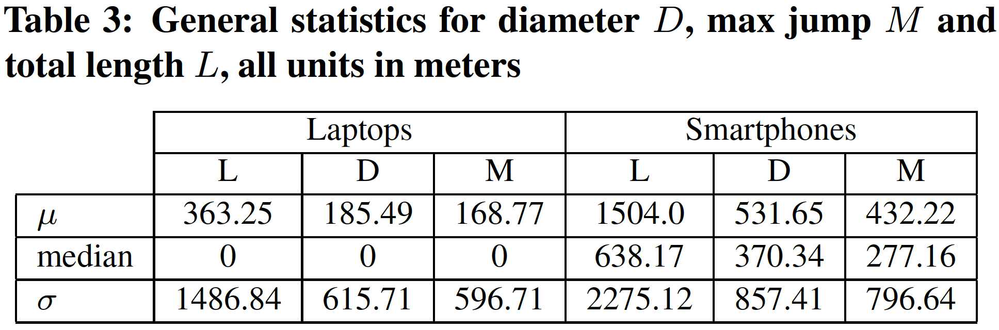 Table 3: General statistics for diameter D, max jump M and
total length L, all units in meters
Laptops Smartphones
L D M L D M
μ 363.25 185.49 168.77 1504.0 531.65 432.22
median 0 0 0 638.17 370.34 277.16
σ 1486.84 615.71 596.71 2275.12 857.41 796.64